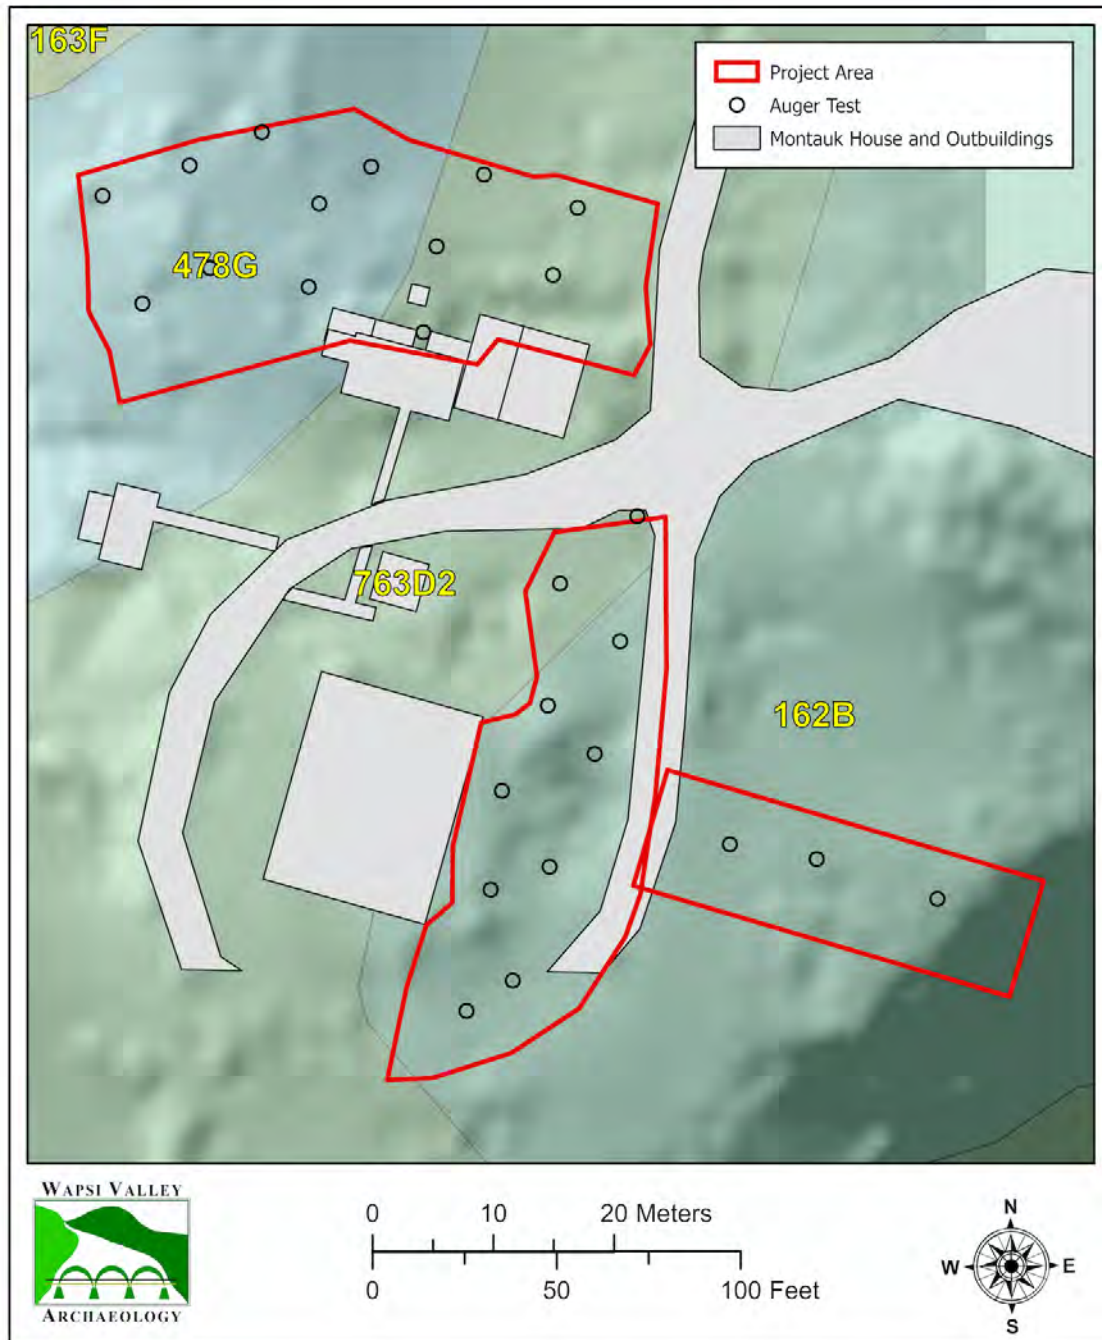 163F
Project Area
Auger Test
Montauk House and Outbuildings
478G
763D2
162B
WAPSI VALLEY
ARCHAEOLOGY
0 10 20 Meters
0 50 100 Feet
N
W E
S